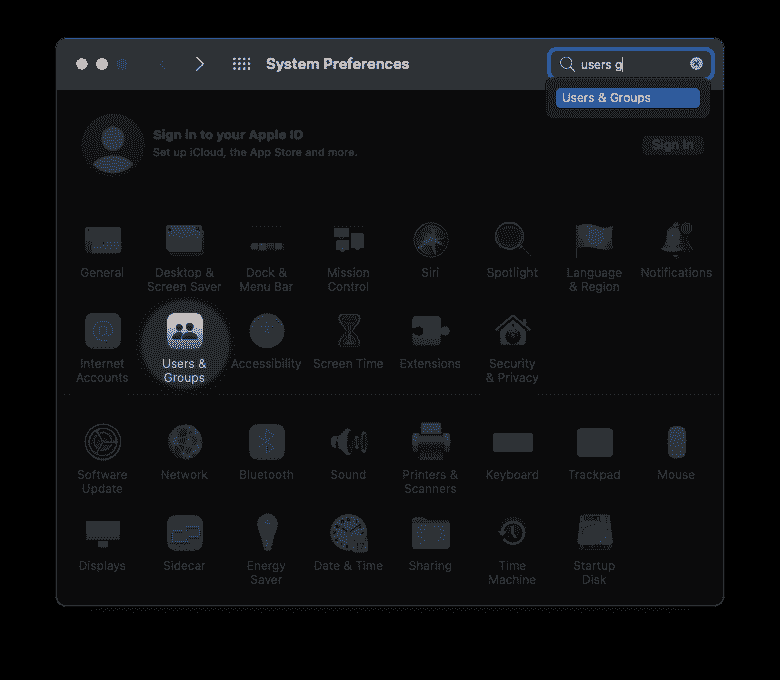 System Preferences
users g
Users & Groups
Sign in to your Apple ID
Set up iCloud, the App Store and more.
Sign In
General
Desktop &
Screen Saver
Dock &
Menu Bar
Mission
Control
Siri
Spotlight
Language
& Region
Notifications
Internet
Accounts
Users &
Groups
Accessibility
Screen Time
Extensions
Security
& Privacy
Software
Update
Network
Bluetooth
Sound
Printers &
Scanners
Keyboard
Trackpad
Mouse
Displays
Sidecar
Energy
Saver
Date & Time
Sharing
Time
Machine
Startup
Disk